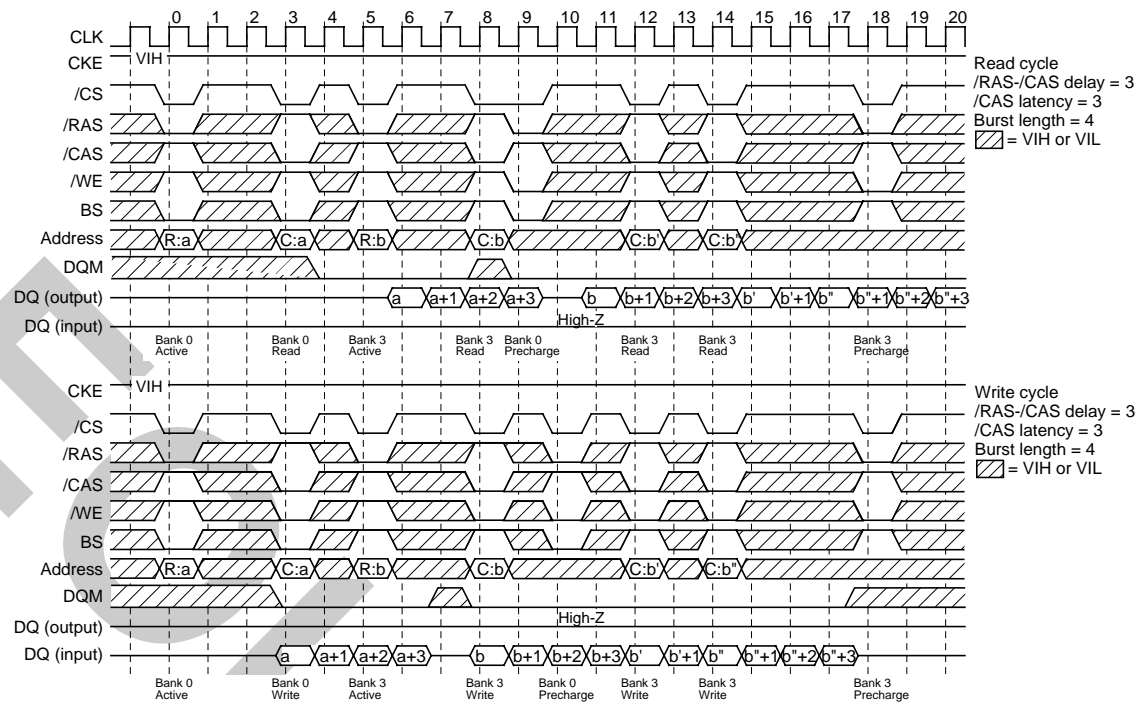 0 1 2 3 4 5 6 7 8 9 10 11 12 13 14 15 16 17 18 19 20
CLK
CKE VIH
/CS
/RAS
/CAS
/WE
BS
Address R:a C:a R:b C:b C:b' C:b"
DQM
DQ (output) a a+1 a+2 a+3 b b+1 b+2 b+3 b' b'+1 b" b"+1 b"+2 b"+3
DQ (input) High-Z
Bank 0 Bank 0 Bank 3 Bank 3 Bank 0 Bank 3 Bank 3 Bank 3
Active Read Active Read Precharge Read Read Precharge
Read cycle
/RAS-/CAS delay = 3
/CAS latency = 3
Burst length = 4
= VIH or VIL
CKE VIH
/CS
/RAS
/CAS
/WE
BS
Address R:a C:a R:b C:b C:b' C:b"
DQM
DQ (output) High-Z
DQ (input) a a+1 a+2 a+3 b b+1 b+2 b+3 b' b'+1 b" b"+1 b"+2 b"+3
Bank 0 Bank 0 Bank 3 Bank 3 Bank 0 Bank 3 Bank 3 Bank 3
Active Write Active Write Precharge Write Write Precharge
Write cycle
/RAS-/CAS delay = 3
/CAS latency = 3
Burst length = 4
= VIH or VIL